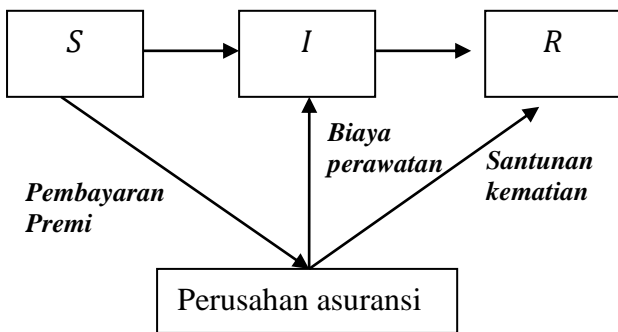 S
I
R
Biaya
perawatan
Santunan
kematian
Pembayaran
Premi
Perusahan asuransi